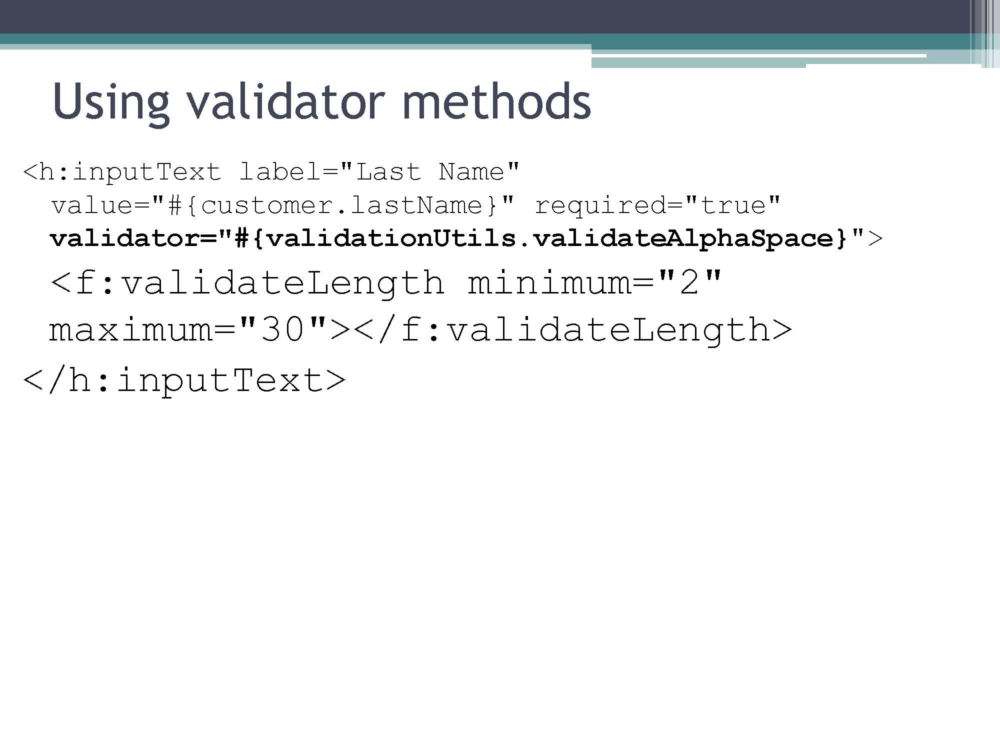 Using validator methods
<h:inputText label="Last Name"
value="#{customer.lastName}" required="true"
validator="#{validationUtils.validateAlphaSpace}">
<f:validateLength minimum="2"
maximum="30"></f:validateLength>
</h:inputText>